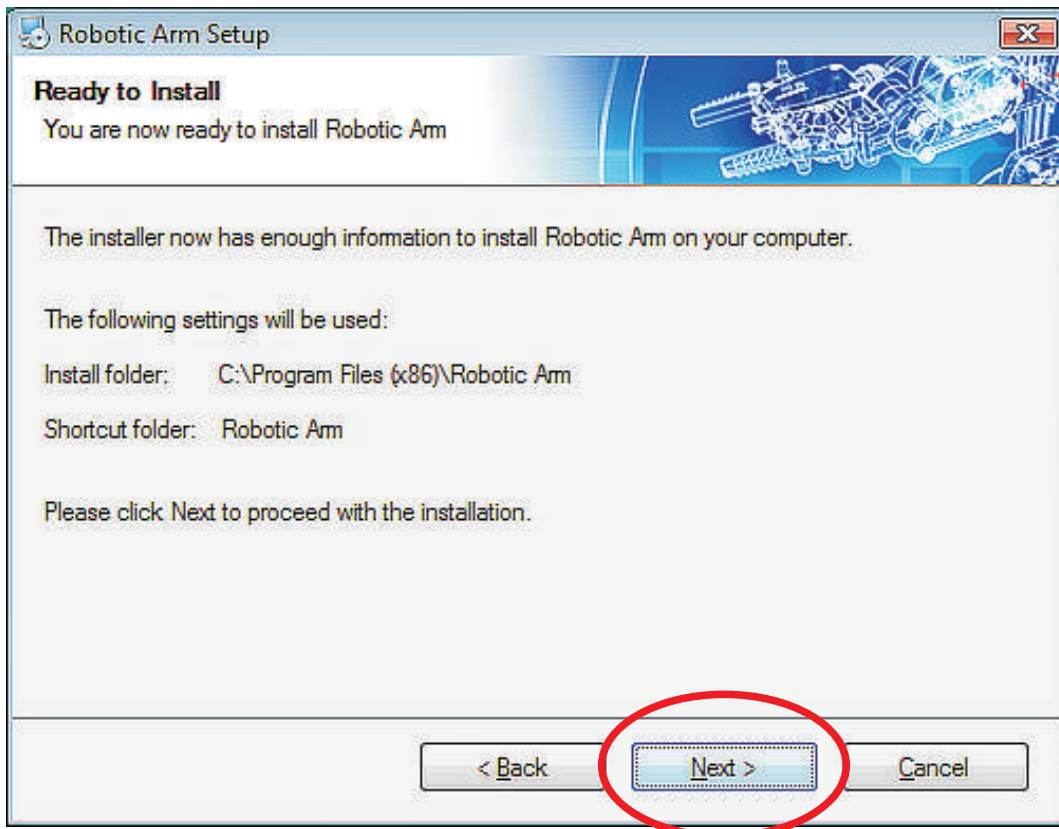 Robotic Arm Setup
Ready to Install
You are now ready to install Robotic Arm
The installer now has enough information to install Robotic Arm on your computer.
The following settings will be used:
Install folder: C:\Program Files (x86)\Robotic Arm
Shortcut folder: Robotic Arm
Please click Next to proceed with the installation.
< Back Next > Cancel